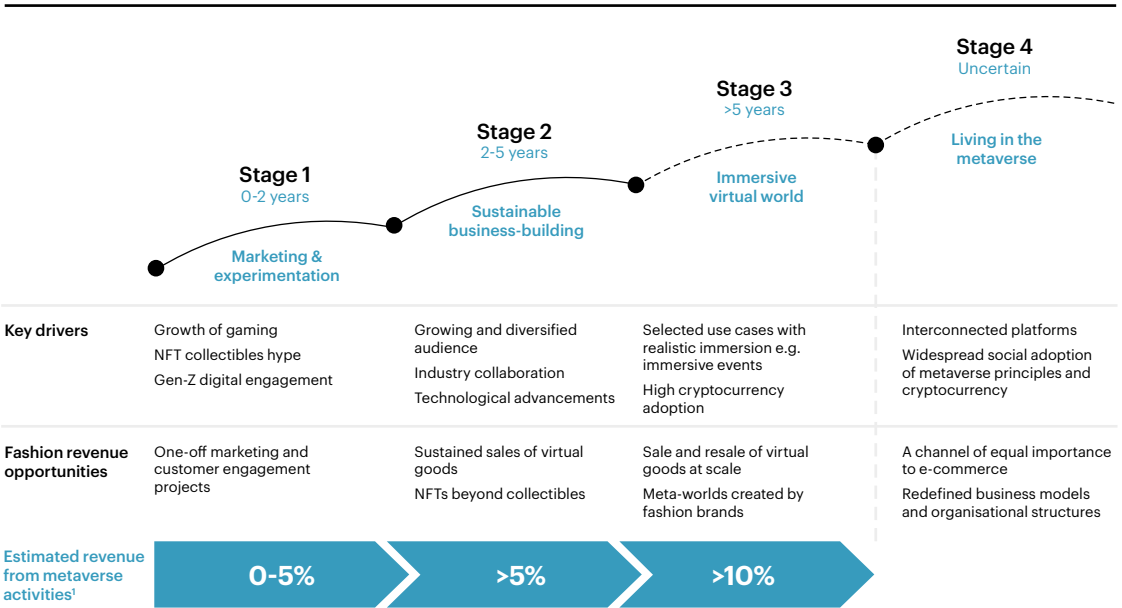 Stage 1
0-2 years
Marketing &
experimentation
Stage 2
2-5 years
Sustainable
business-building
Stage 3
>5 years
Immersive
virtual world
Stage 4
Uncertain
Living in the
metaverse
Key drivers
Growth of gaming
NFT collectibles hype
Gen-Z digital engagement
Growing and diversified
audience
Industry collaboration
Technological advancements
Selected use cases with
realistic immersion e.g.
immersive events
High cryptocurrency
adoption
Interconnected platforms
Widespread social adoption
of metaverse principles and
cryptocurrency
Fashion revenue
opportunities
One-off marketing and
customer engagement
projects
Sustained sales of virtual
goods
NFTs beyond collectibles
Sale and resale of virtual
goods at scale
Meta-worlds created by
fashion brands
A channel of equal importance
to e-commerce
Redefined business models
and organisational structures
Estimated revenue
from metaverse
activities¹
0-5%
>5%
>10%